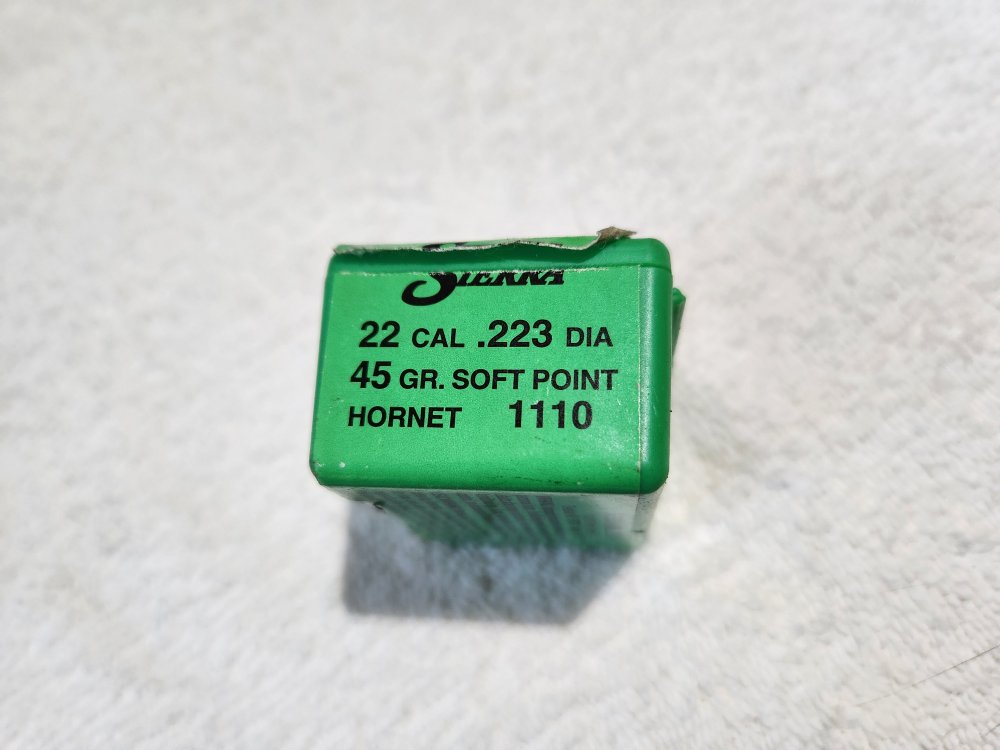 Sierra
22 CAL .223 DIA
45 GR. SOFT POINT
HORNET 1110